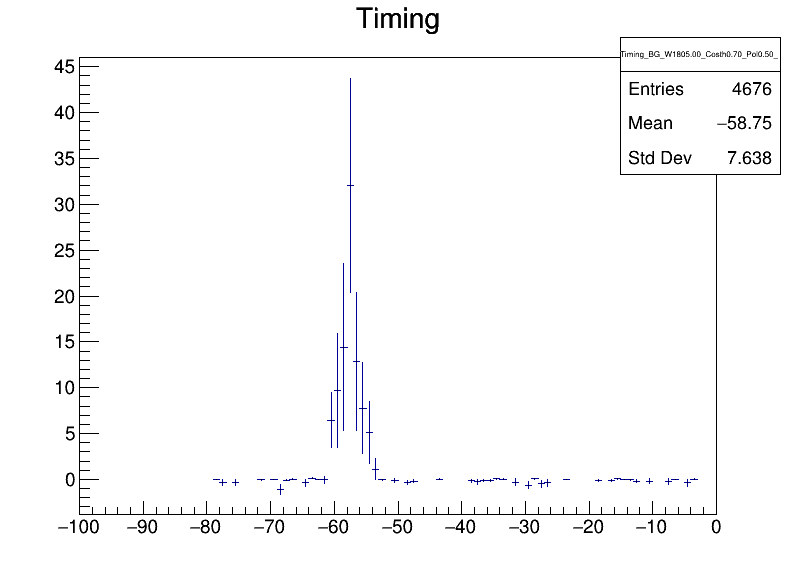 Timing
Timing_BG_W1805.00_Costh0.70_Pol0.50_
Entries 4676
Mean −58.75
Std Dev 7.638
45
40
35
30
25
20
15
10
5
0
−100 −90 −80 −70 −60 −50 −40 −30 −20 −10 0